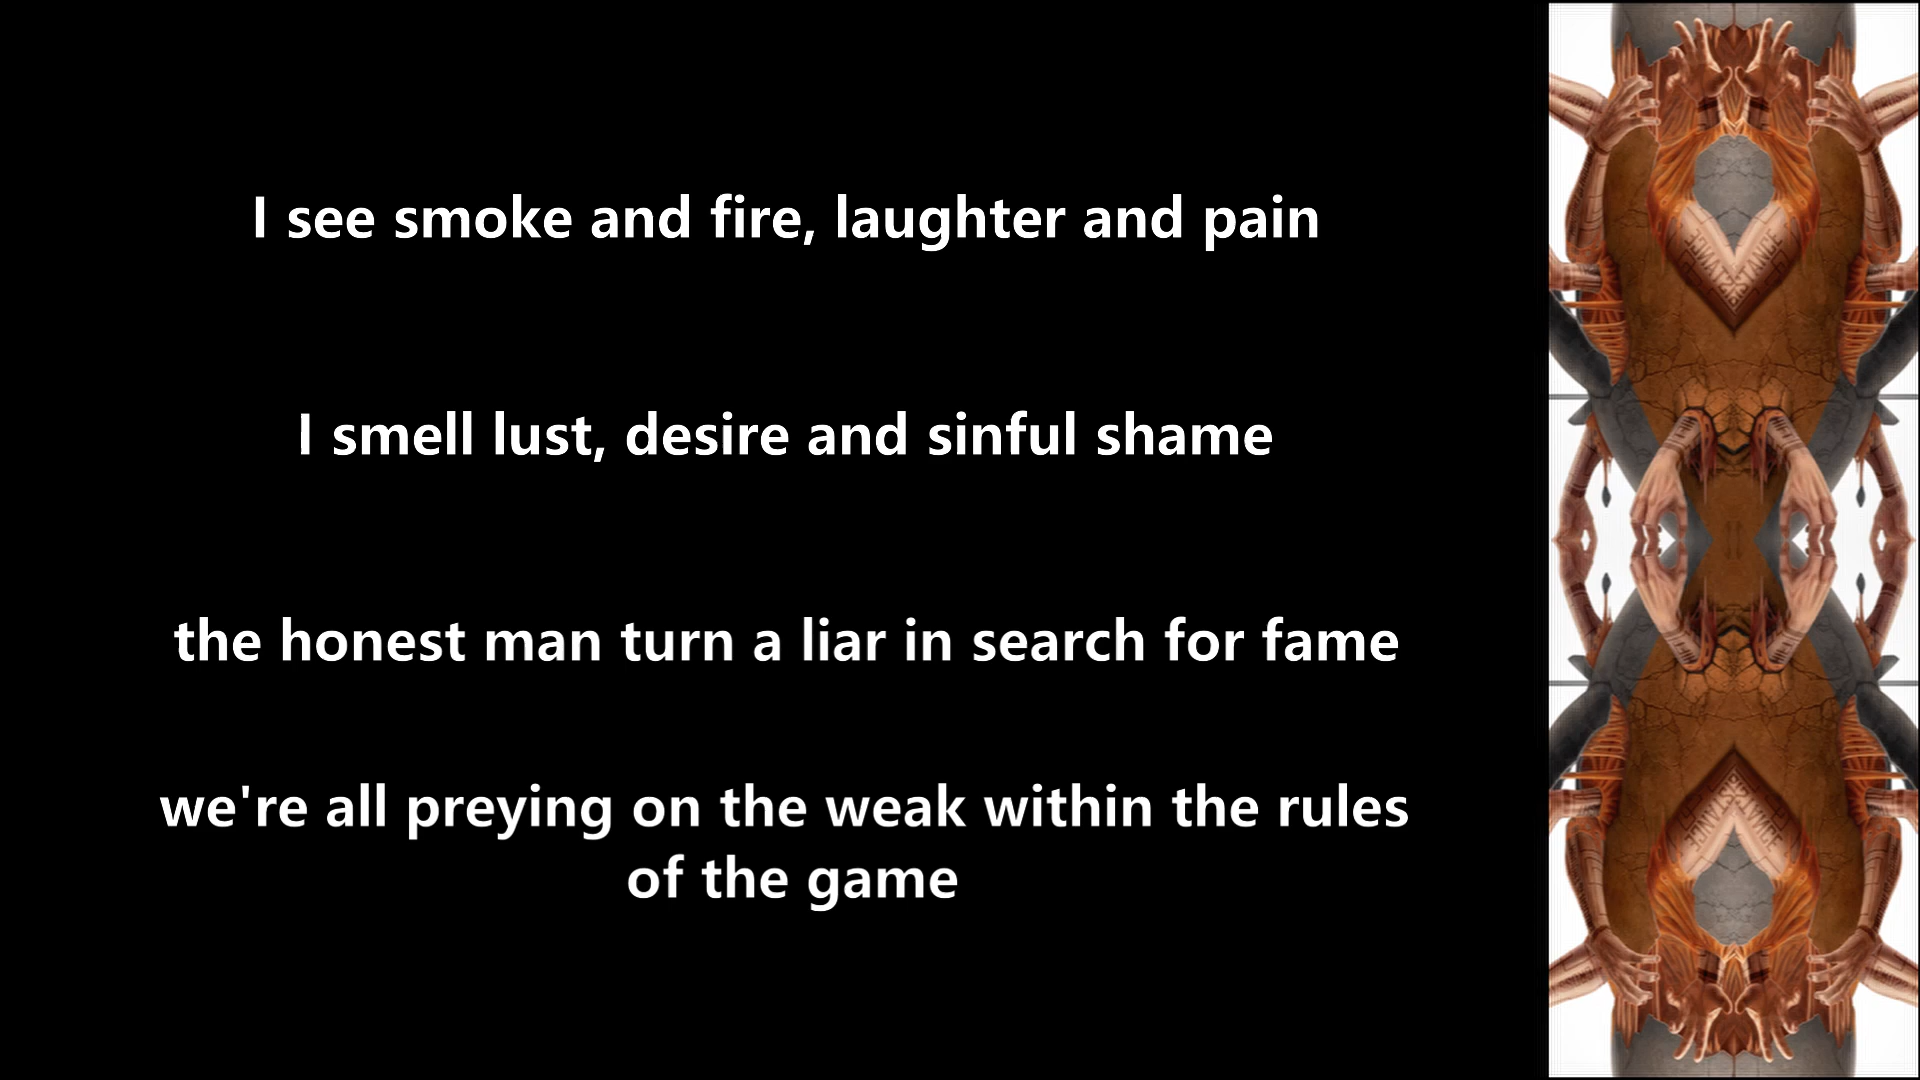 I see smoke and fire, laughter and pain
I smell lust, desire and sinful shame
the honest man turn a liar in search for fame
we're all preying on the weak within the rules
of the game